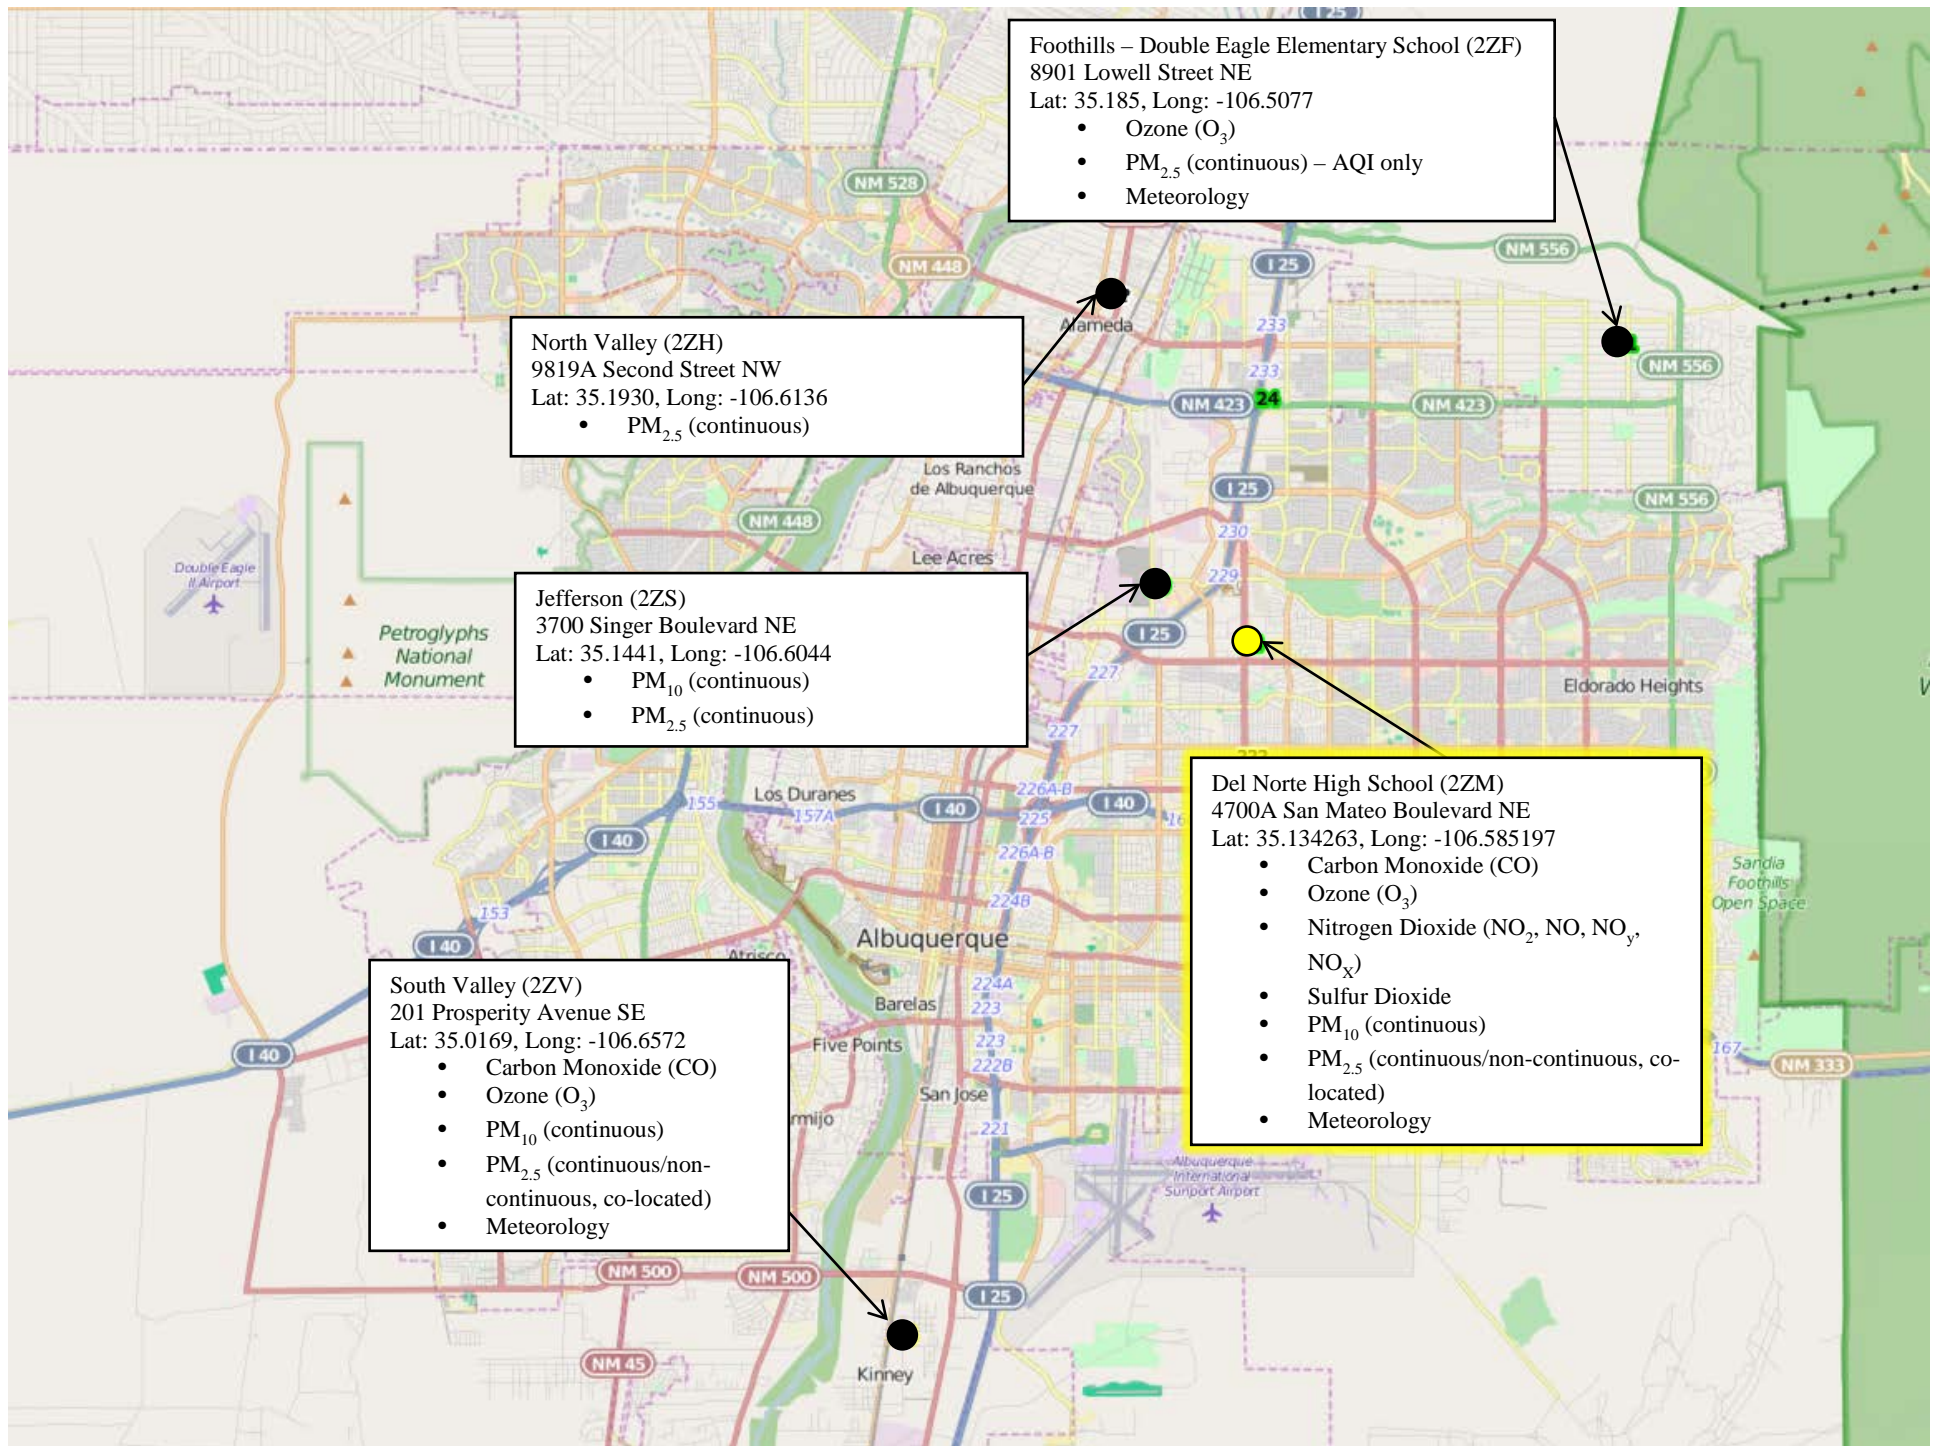 I 25
Foothills – Double Eagle Elementary School (2ZF)
8901 Lowell Street NE
Lat: 35.185, Long: -106.5077
• Ozone (O3)
• PM2.5 (continuous) – AQI only
• Meteorology
NM 528
NM 448
I 25
NM 556
Alameda
233
North Valley (2ZH)
9819A Second Street NW
Lat: 35.1930, Long: -106.6136
• PM2.5 (continuous)
233
NM 556
NM 423
24
NM 423
Los Ranchos
de Albuquerque
I 25
NM 556
NM 448
230
Lee Acres
Double Eagle
II Airport
229
Jefferson (2ZS)
3700 Singer Boulevard NE
Lat: 35.1441, Long: -106.6044
• PM10 (continuous)
• PM2.5 (continuous)
Petroglyphs
National
Monument
I 25
227
Eldorado Heights
227
Del Norte High School (2ZM)
4700A San Mateo Boulevard NE
Lat: 35.134263, Long: -106.585197
• Carbon Monoxide (CO)
• Ozone (O3)
• Nitrogen Dioxide (NO2, NO, NOy,
NOX)
• Sulfur Dioxide
• PM10 (continuous)
• PM2.5 (continuous/non-continuous, co-
located)
• Meteorology
Los Duranes
155
157A
I 40
226A-B
225
I 40
I 40
226A-B
Sandia
Foothills
Open Space
153
224B
I 40
Albuquerque
Atrisco
South Valley (2ZV)
201 Prosperity Avenue SE
Lat: 35.0169, Long: -106.6572
• Carbon Monoxide (CO)
• Ozone (O3)
• PM10 (continuous)
• PM2.5 (continuous/non-
continuous, co-located)
• Meteorology
224A
Barelas
223
I 40
Five Points
223
222B
167
NM 333
San Jose
221
Albuquerque
International
Sunport Airport
I 25
NM 500
NM 500
I 25
NM 45
Kinney